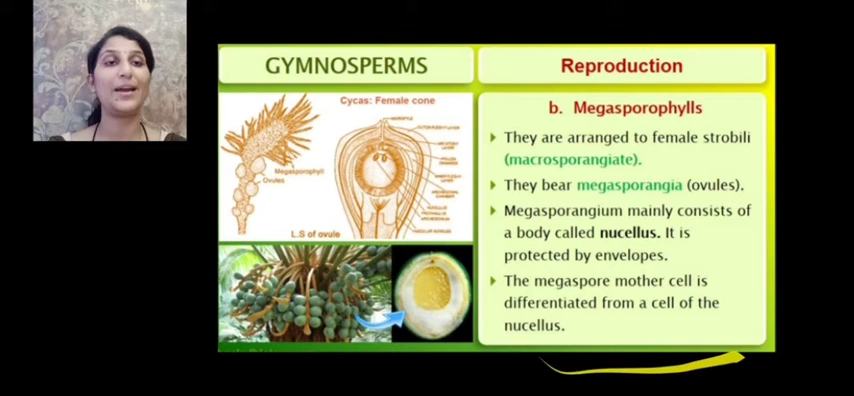 GYMNOSPERMS
Reproduction
Cycas: Female cone
Megasporophyll
Ovules
L.S of ovule
b. Megasporophylls
They are arranged to female strobili
(macrosporangiate).
They bear megasporangia (ovules).
Megasporangium mainly consists of
a body called nucellus. It is
protected by envelopes.
The megaspore mother cell is
differentiated from a cell of the
nucellus.